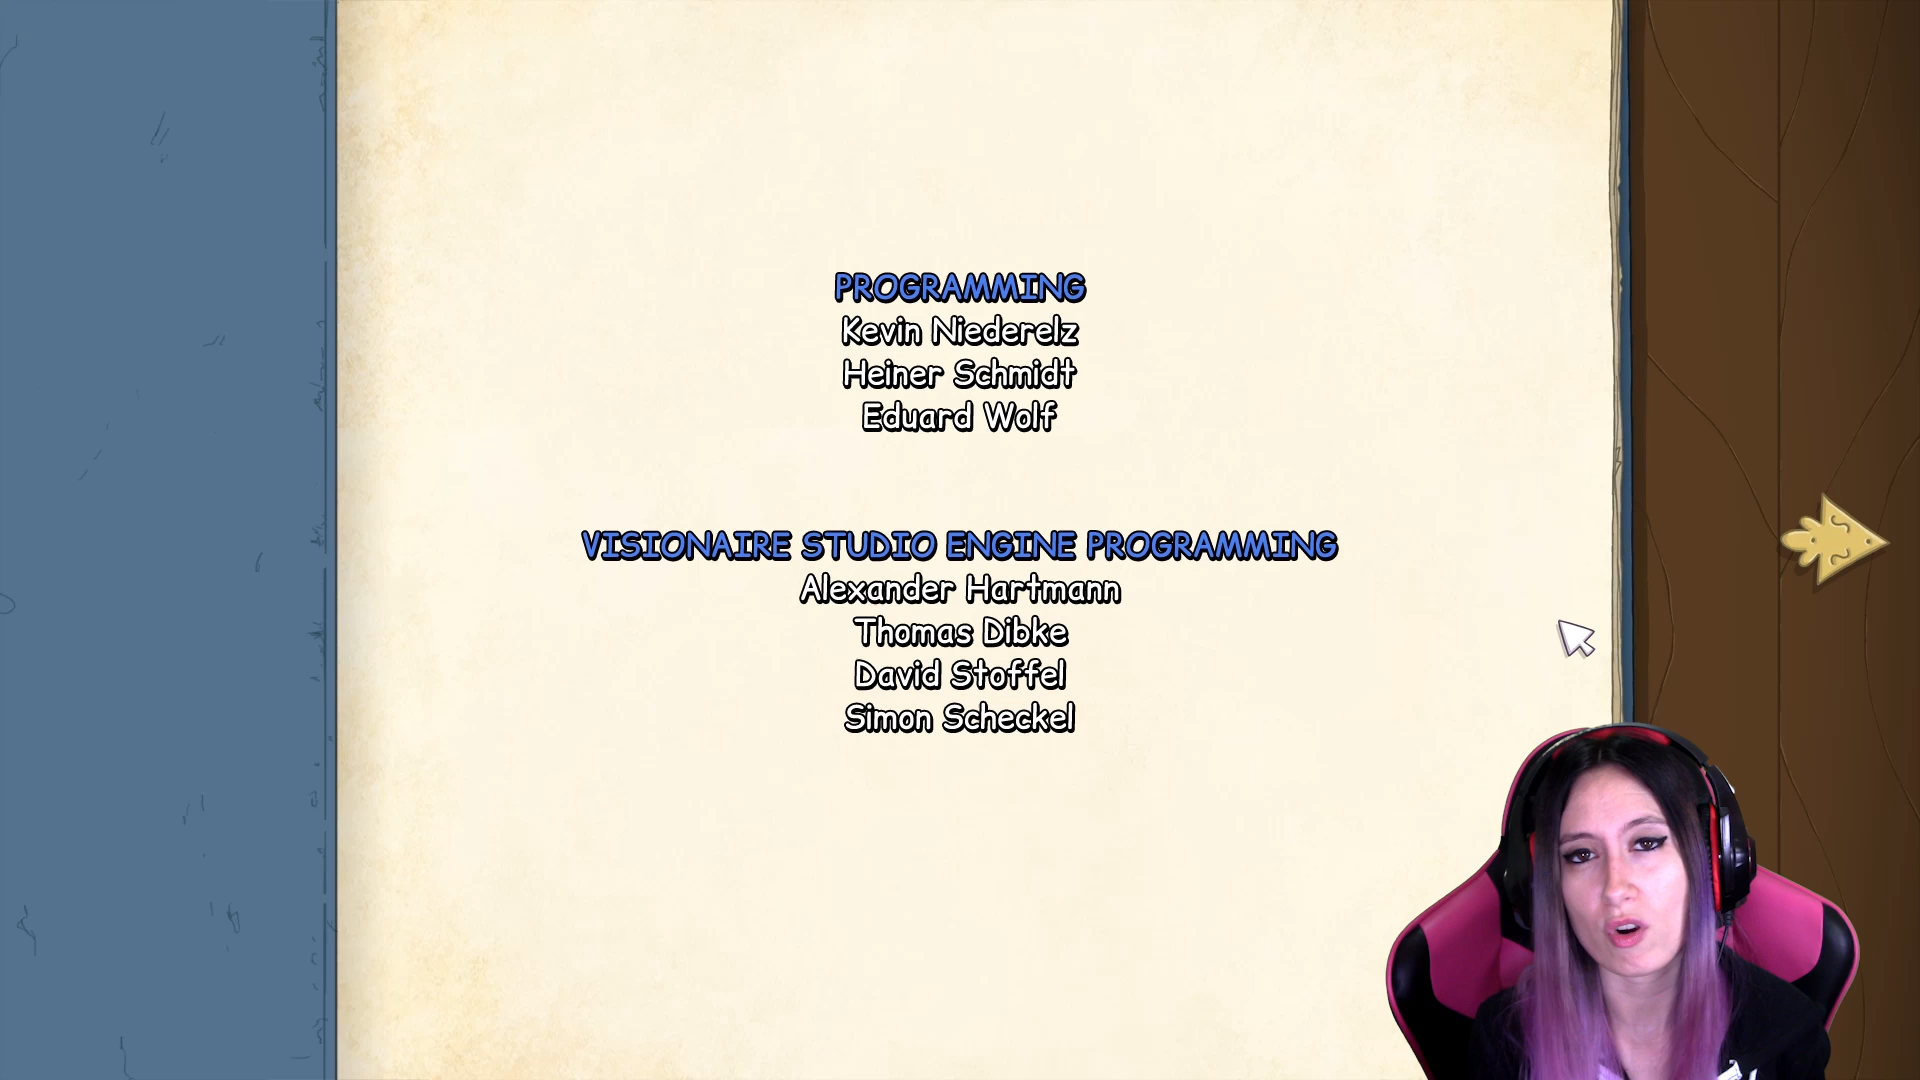 PROGRAMMING
Kevin Niederelz
Heiner Schmidt
Eduard Wolf
VISIONAIRE STUDIO ENGINE PROGRAMMING
Alexander Hartmann
Thomas Dibke
David Stoffel
Simon Scheckel